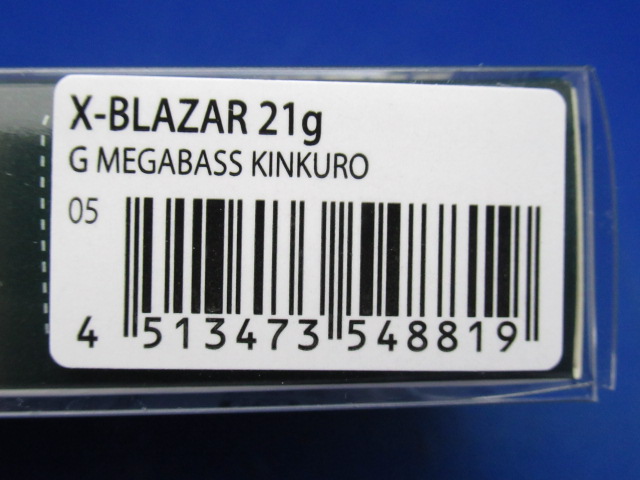 X-BLAZAR 21g
G MEGABASS KINKURO
05
4 513473 548819